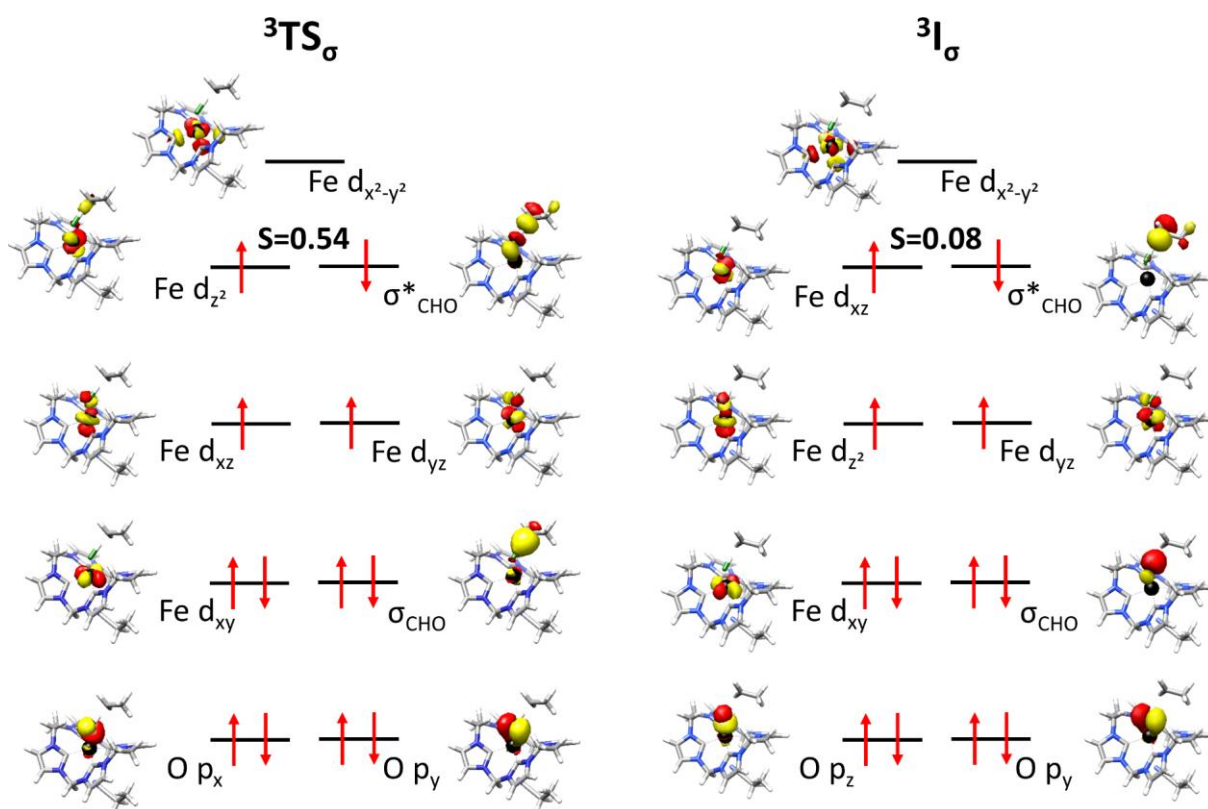 ³TSσ
³Iσ
Fe dx²-y²
Fe dx²-y²
S=0.54
Fe dz²
σ*CHO
S=0.08
Fe dxz
σ*CHO
Fe dxz
Fe dyz
Fe dz²
Fe dyz
Fe dxy
σCHO
Fe dxy
σCHO
O px
O py
O pz
O py